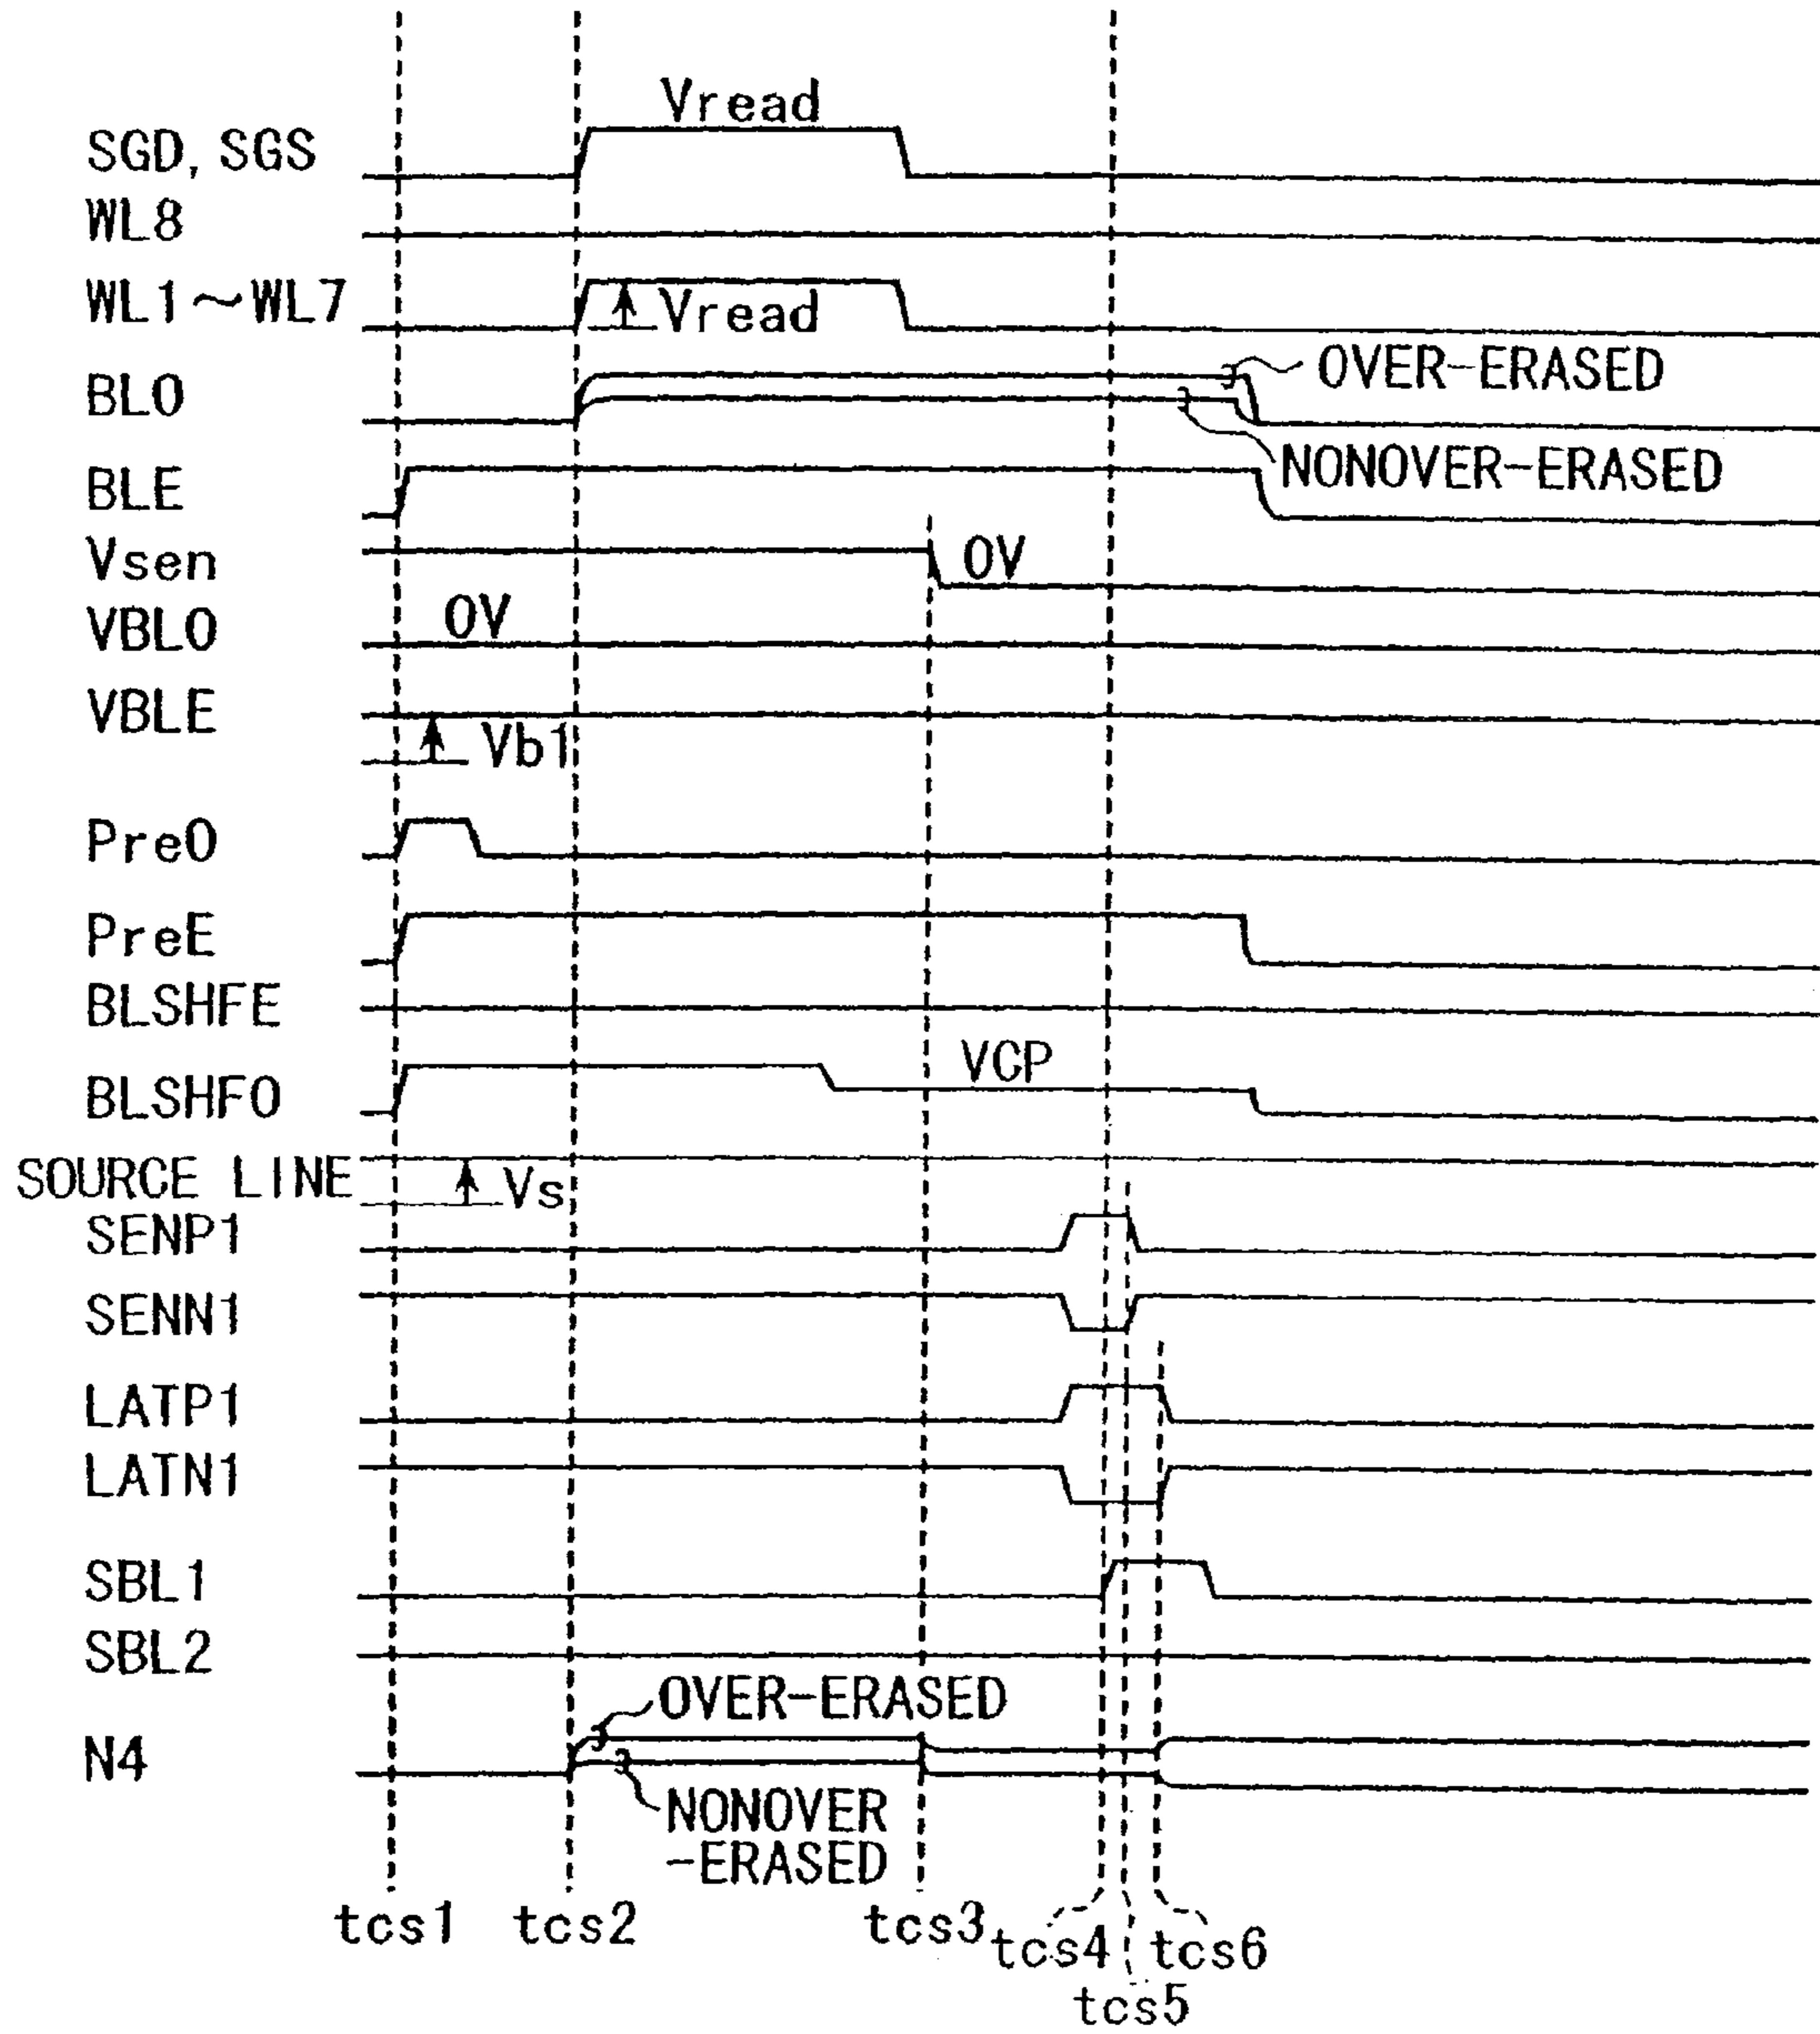 Vread
SGD, SGS
WL8
WL1～WL7
Vread
BLO
OVER-ERASED
NONOVER-ERASED
BLE
Vsen
0V
VBLO
0V
VBLE
Vb1
PreO
PreE
BLSHFE
BLSHFO
VCP
SOURCE LINE
Vs
SENP1
SENN1
LATP1
LATN1
SBL1
SBL2
OVER-ERASED
N4
NONOVER
-ERASED
tcs1 tcs2 tcs3 tcs4 tcs6
tcs5